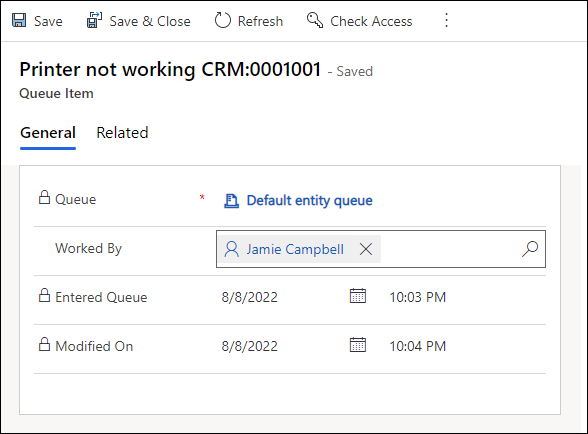 Save Save & Close Refresh Check Access
Printer not working CRM:0001001 - Saved
Queue Item
General Related
Queue * Default entity queue
Worked By Jamie Campbell
Entered Queue 8/8/2022 10:03 PM
Modified On 8/8/2022 10:04 PM